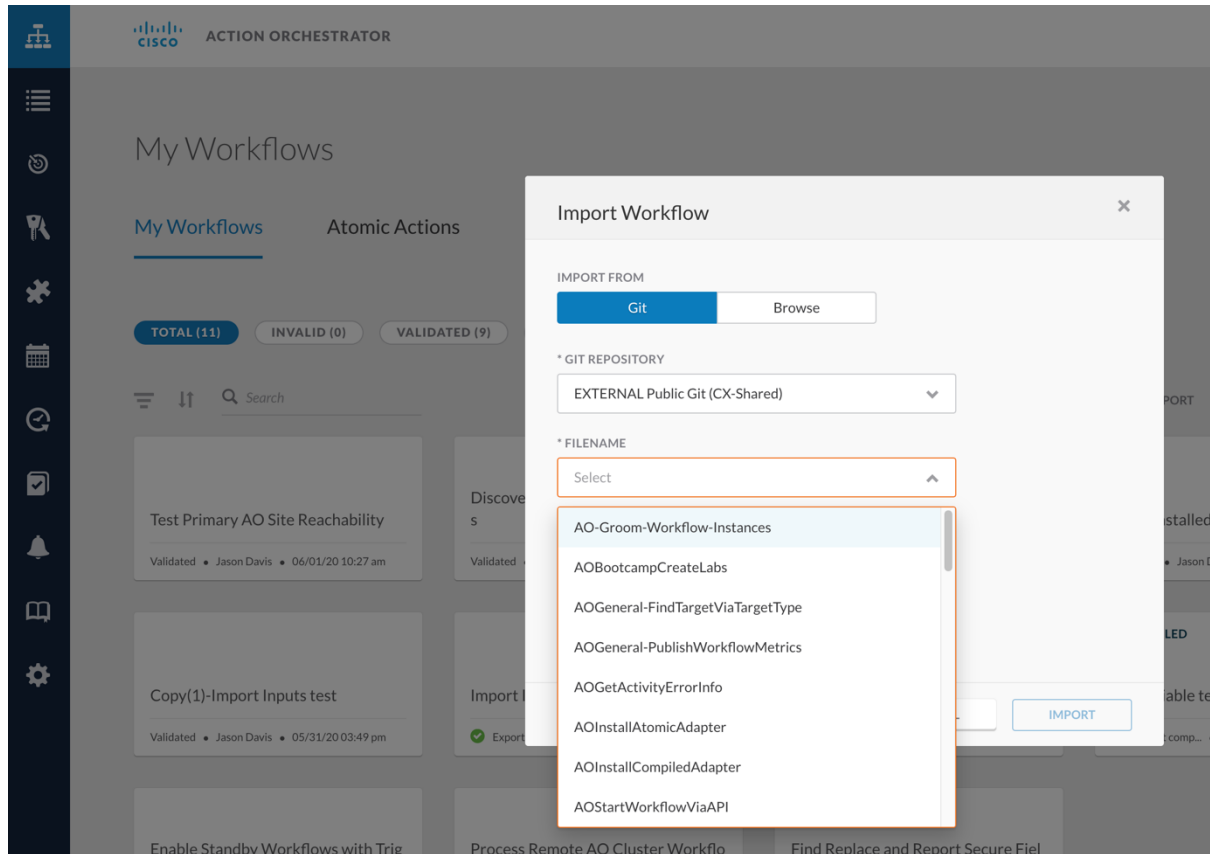 CISCO ACTION ORCHESTRATOR
My Workflows
My Workflows Atomic Actions
TOTAL (11) INVALID (0) VALIDATED (9)
Search
Test Primary AO Site Reachability
Validated • Jason Davis • 06/01/20 10:27 am
Discove
s
Validated
Copy(1)-Import Inputs test
Validated • Jason Davis • 05/31/20 03:49 pm
Import
Export
Enable Standby Workflows with Trig
Process Remote AO Cluster Workflo
Find Replace and Report Secure Fiel
Import Workflow
×
IMPORT FROM
Git Browse
* GIT REPOSITORY
EXTERNAL Public Git (CX-Shared)
* FILENAME
Select
AO-Groom-Workflow-Instances
AOBootcampCreateLabs
AOGeneral-FindTargetViaTargetType
AOGeneral-PublishWorkflowMetrics
AOGetActivityErrorInfo
AOInstallAtomicAdapter
AOInstallCompiledAdapter
AOStartWorkflowViaAPI
IMPORT
PORT
stalled
• Jason
LED
able te
comp...